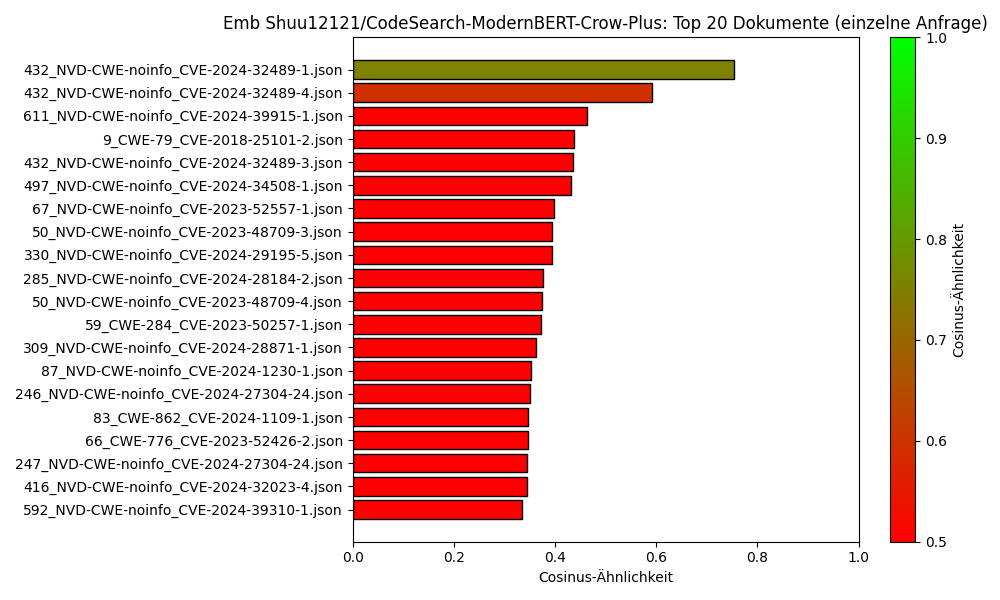 Emb Shuu12121/CodeSearch-ModernBERT-Crow-Plus: Top 20 Dokumente (einzelne Anfrage)
432_NVD-CWE-noinfo_CVE-2024-32489-1.json
432_NVD-CWE-noinfo_CVE-2024-32489-4.json
611_NVD-CWE-noinfo_CVE-2024-39915-1.json
9_CWE-79_CVE-2018-25101-2.json
432_NVD-CWE-noinfo_CVE-2024-32489-3.json
497_NVD-CWE-noinfo_CVE-2024-34508-1.json
67_NVD-CWE-noinfo_CVE-2023-52557-1.json
50_NVD-CWE-noinfo_CVE-2023-48709-3.json
330_NVD-CWE-noinfo_CVE-2024-29195-5.json
285_NVD-CWE-noinfo_CVE-2024-28184-2.json
50_NVD-CWE-noinfo_CVE-2023-48709-4.json
59_CWE-284_CVE-2023-50257-1.json
309_NVD-CWE-noinfo_CVE-2024-28871-1.json
87_NVD-CWE-noinfo_CVE-2024-1230-1.json
246_NVD-CWE-noinfo_CVE-2024-27304-24.json
83_CWE-862_CVE-2024-1109-1.json
66_CWE-776_CVE-2023-52426-2.json
247_NVD-CWE-noinfo_CVE-2024-27304-24.json
416_NVD-CWE-noinfo_CVE-2024-32023-4.json
592_NVD-CWE-noinfo_CVE-2024-39310-1.json
0.0 0.2 0.4 0.6 0.8 1.0
Cosinus-Ähnlichkeit
1.0
0.9
0.8
0.7
0.6
0.5
Cosinus-Ähnlichkeit